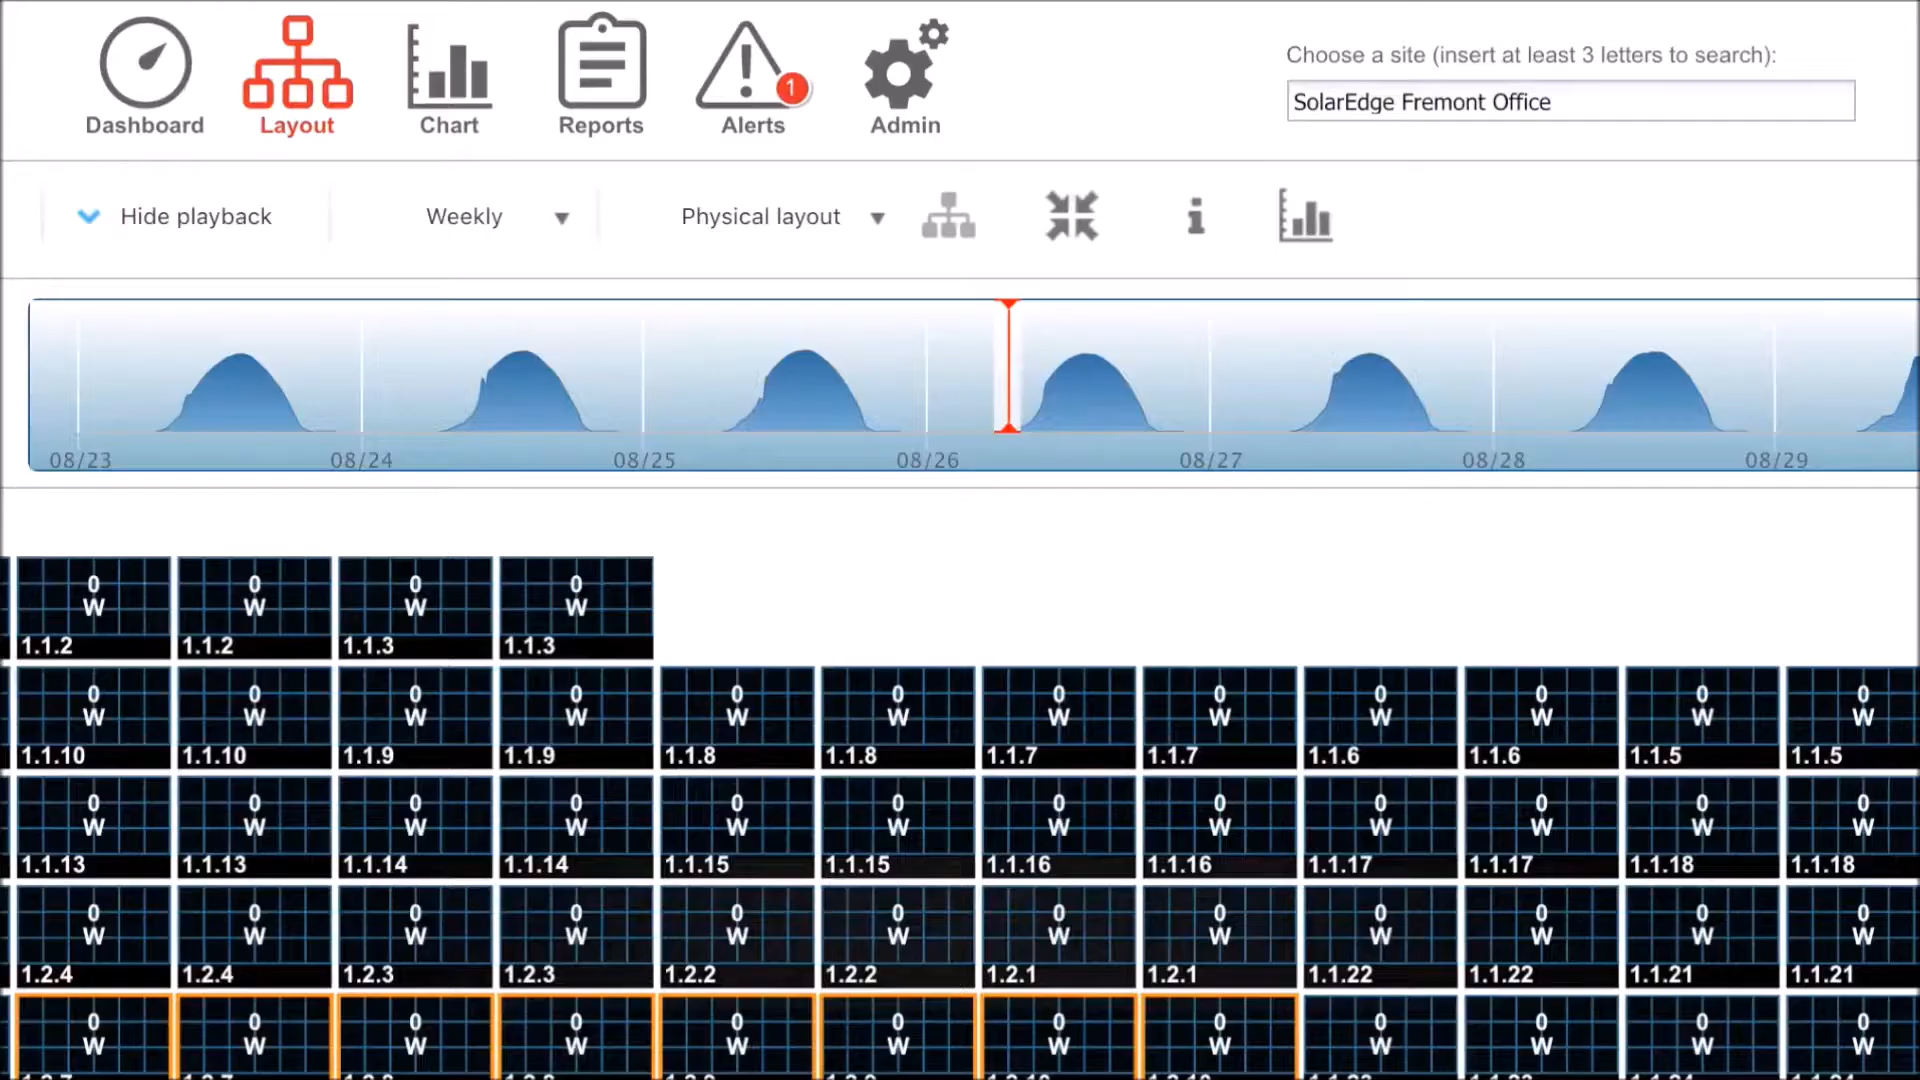 Choose a site (insert at least 3 letters to search):
SolarEdge Fremont Office
1
Dashboard Layout Chart Reports Alerts Admin
Hide playback Weekly Physical layout
08/23 08/24 08/25 08/26 08/27 08/28 08/29
0 0 0 0
W W W W
1.1.2 1.1.2 1.1.3 1.1.3
0 0 0 0 0 0 0 0 0 0 0 0
W W W W W W W W W W W W
1.1.10 1.1.10 1.1.9 1.1.9 1.1.8 1.1.8 1.1.7 1.1.7 1.1.6 1.1.6 1.1.5 1.1.5
0 0 0 0 0 0 0 0 0 0 0 0
W W W W W W W W W W W W
1.1.13 1.1.13 1.1.14 1.1.14 1.1.15 1.1.15 1.1.16 1.1.16 1.1.17 1.1.17 1.1.18 1.1.18
0 0 0 0 0 0 0 0 0 0 0 0
W W W W W W W W W W W W
1.2.4 1.2.4 1.2.3 1.2.3 1.2.2 1.2.2 1.2.1 1.2.1 1.1.22 1.1.22 1.1.21 1.1.21
0 0 0 0 0 0 0 0 0 0 0 0
W W W W W W W W W W W W